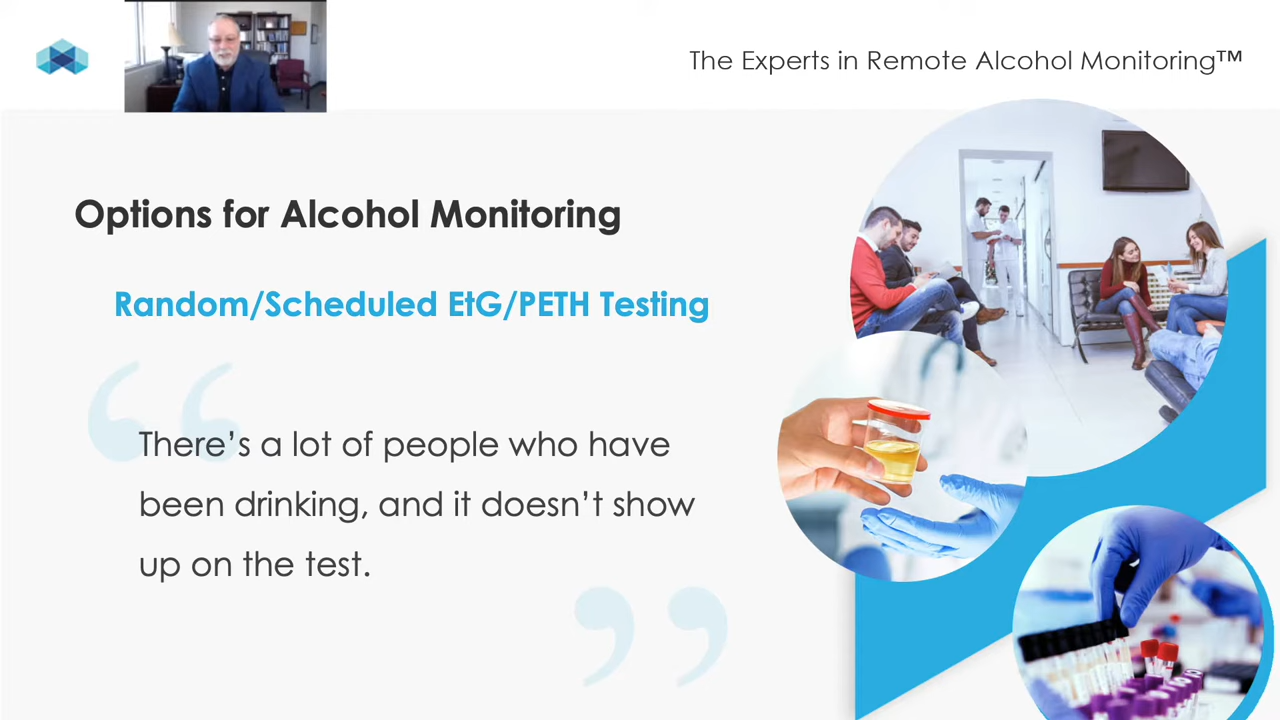 The Experts in Remote Alcohol Monitoring™
Options for Alcohol Monitoring
Random/Scheduled EtG/PETH Testing
“
There’s a lot of people who have
been drinking, and it doesn’t show
up on the test.
”